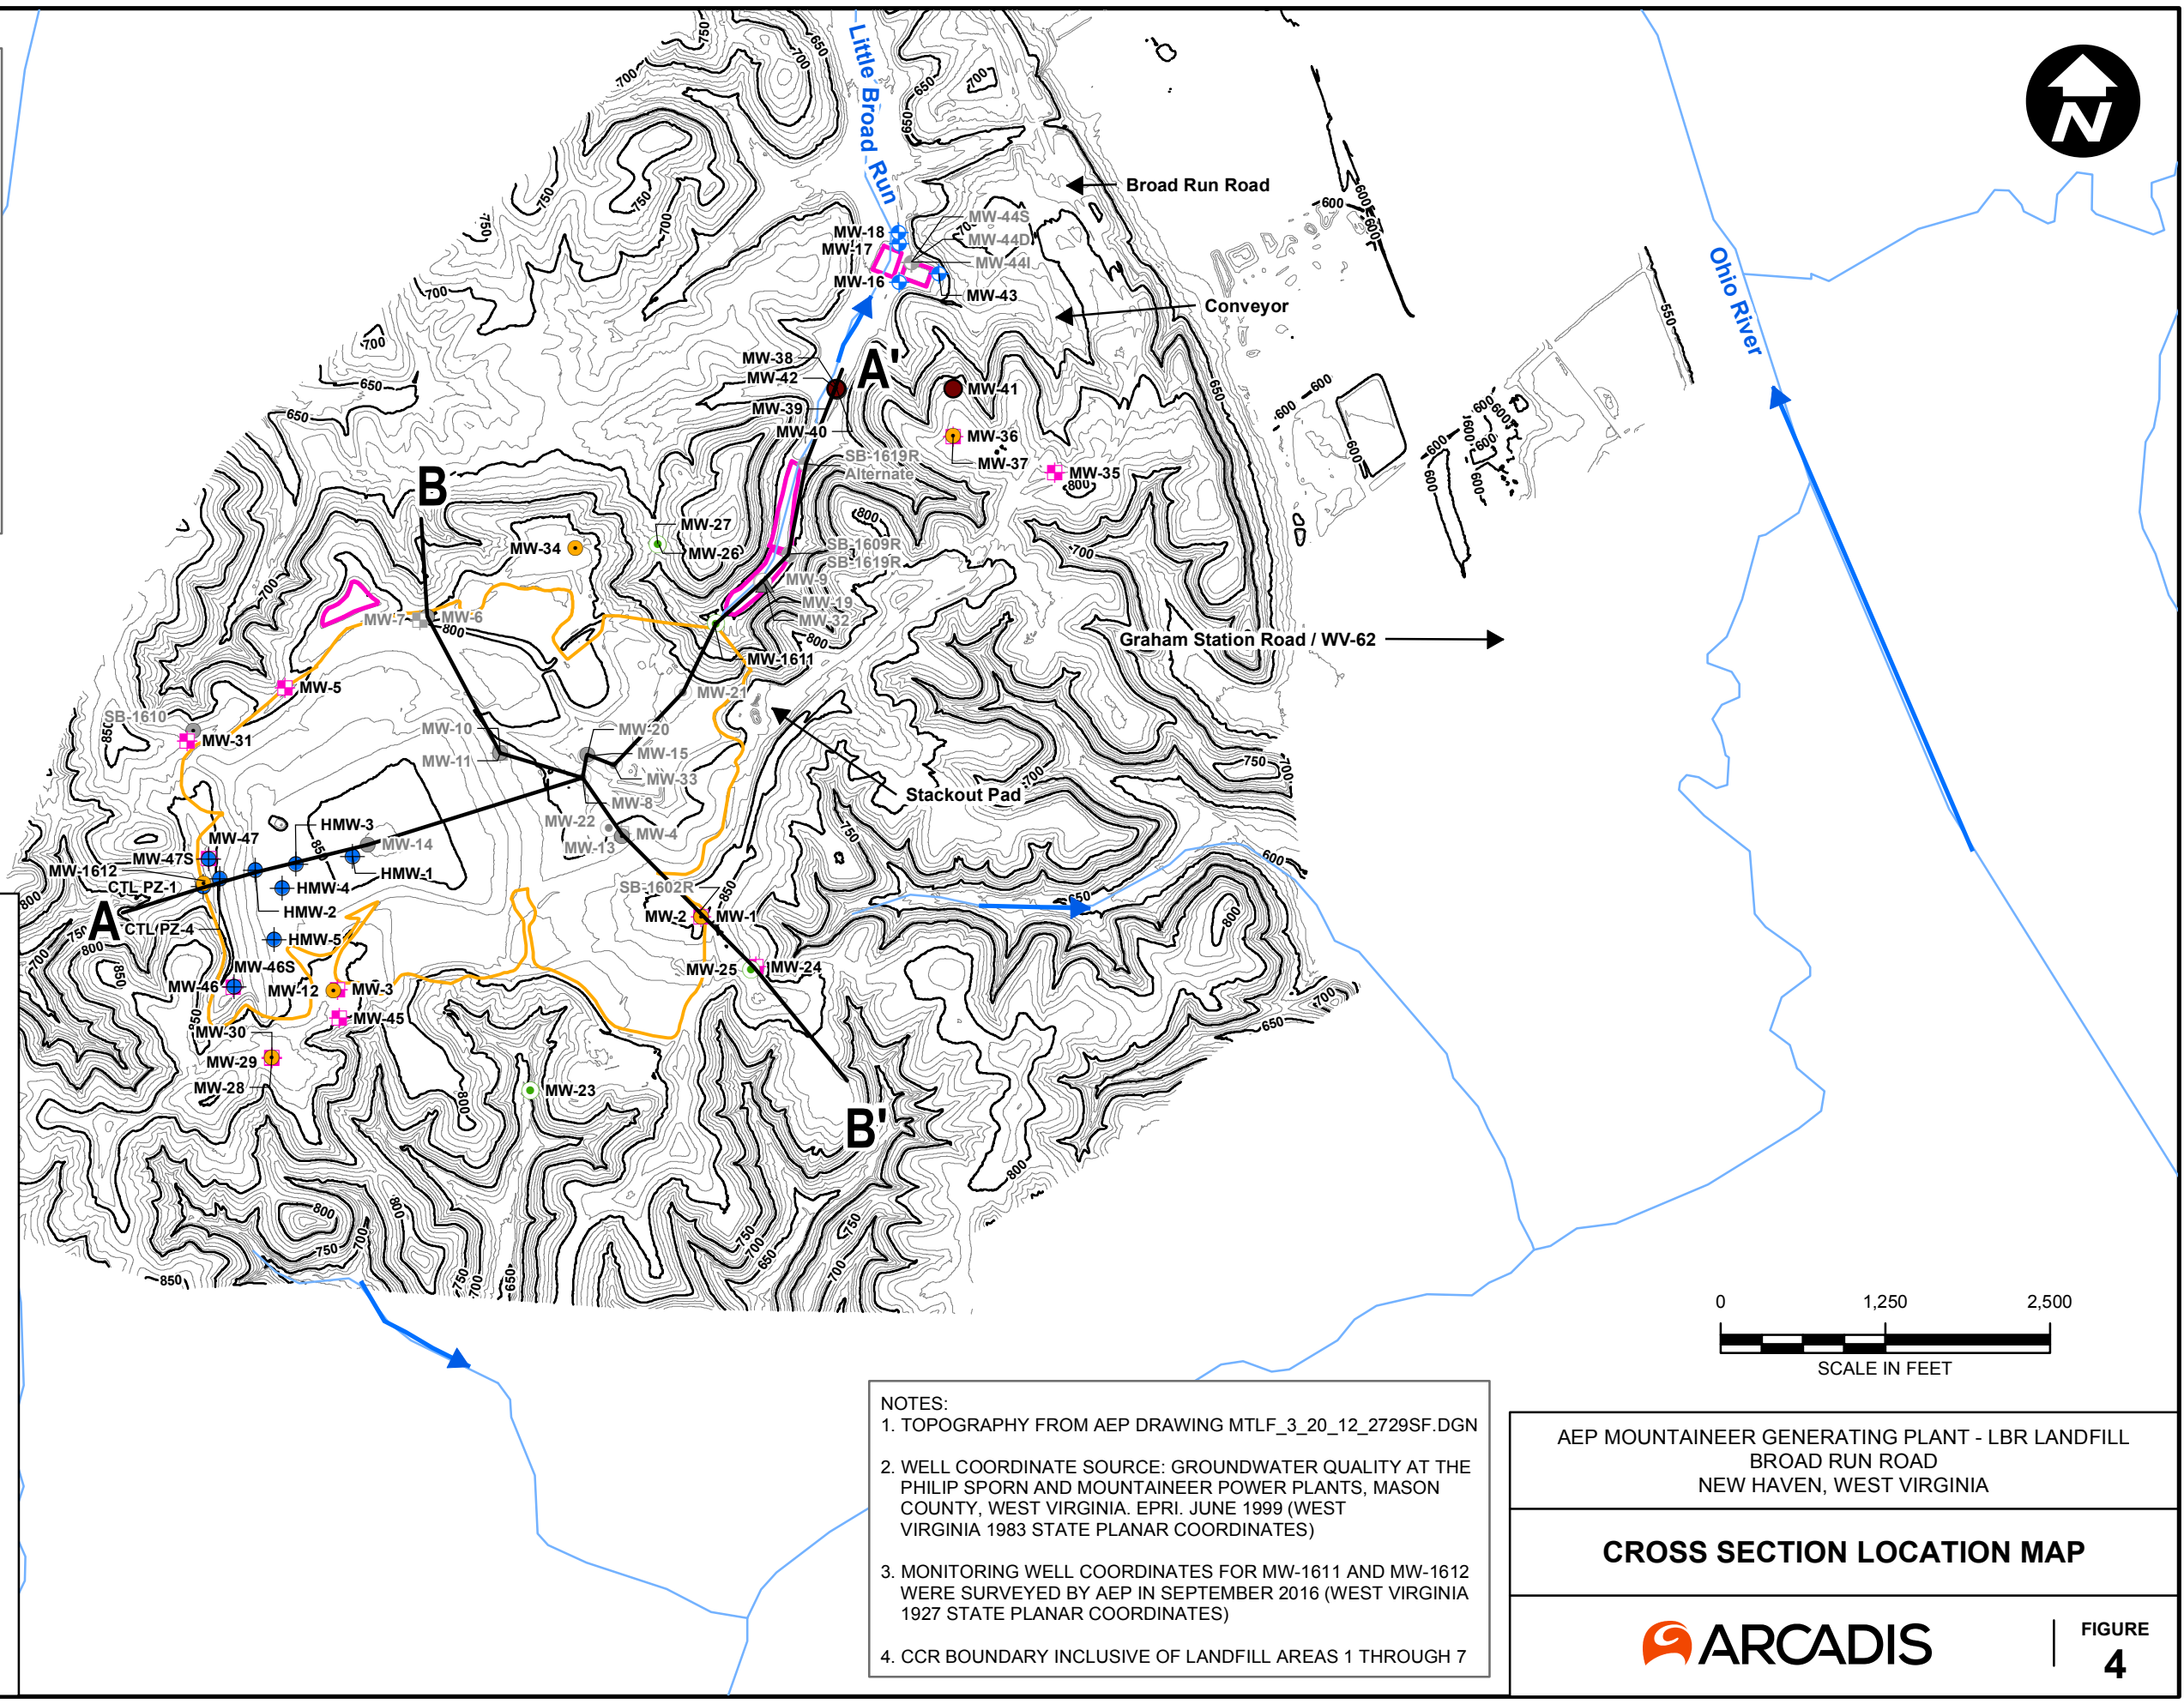 Little Broad Run
Broad Run Road
MW-44S
MW-44D
MW-44I
MW-18
MW-17
MW-16
MW-43
Conveyor
Ohio River
N
MW-38
MW-42
A'
MW-41
MW-39
MW-40
MW-36
MW-37
MW-35
SB-1619R
Alternate
B
MW-27
MW-26
MW-34
SB-1609R
SB-1619R
MW-9
MW-19
MW-32
MW-7
MW-6
Graham Station Road / WV-62
MW-1611
MW-5
MW-21
SB-1610
MW-31
MW-10
MW-11
MW-20
MW-15
MW-33
MW-8
Stackout Pad
MW-22
MW-4
MW-13
HMW-3
MW-14
MW-47
MW-47S
MW-1612
CTL PZ-1
HMW-1
HMW-4
HMW-2
A
CTL PZ-4
HMW-5
SB-1602R
MW-2
MW-1
MW-46S
MW-46
MW-12
MW-3
MW-25
MW-24
MW-45
MW-30
MW-29
MW-28
MW-23
B'
550
600
650
700
750
800
850
0 1,250 2,500
SCALE IN FEET
NOTES:
1. TOPOGRAPHY FROM AEP DRAWING MTLF_3_20_12_2729SF.DGN
2. WELL COORDINATE SOURCE: GROUNDWATER QUALITY AT THE
PHILIP SPORN AND MOUNTAINEER POWER PLANTS, MASON
COUNTY, WEST VIRGINIA. EPRI. JUNE 1999 (WEST
VIRGINIA 1983 STATE PLANAR COORDINATES)
3. MONITORING WELL COORDINATES FOR MW-1611 AND MW-1612
WERE SURVEYED BY AEP IN SEPTEMBER 2016 (WEST VIRGINIA
1927 STATE PLANAR COORDINATES)
4. CCR BOUNDARY INCLUSIVE OF LANDFILL AREAS 1 THROUGH 7
AEP MOUNTAINEER GENERATING PLANT - LBR LANDFILL
BROAD RUN ROAD
NEW HAVEN, WEST VIRGINIA
CROSS SECTION LOCATION MAP
ARCADIS
FIGURE
4